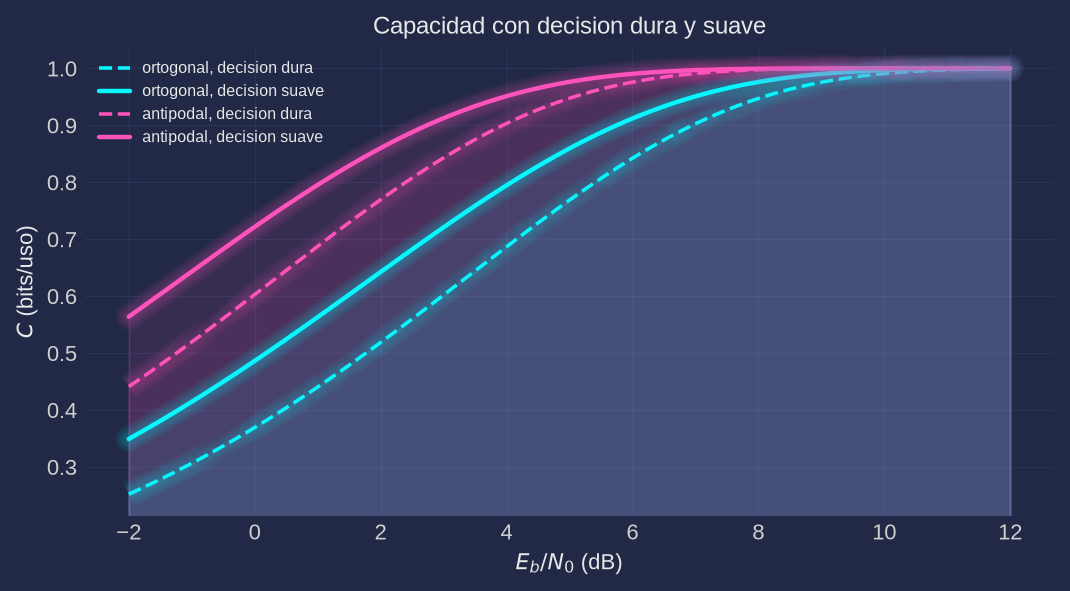 Capacidad con decision dura y suave
ortogonal, decision dura
ortogonal, decision suave
antipodal, decision dura
antipodal, decision suave
C (bits/uso)
1.0
0.9
0.8
0.7
0.6
0.5
0.4
0.3
−2 0 2 4 6 8 10 12
E_b/N_0 (dB)